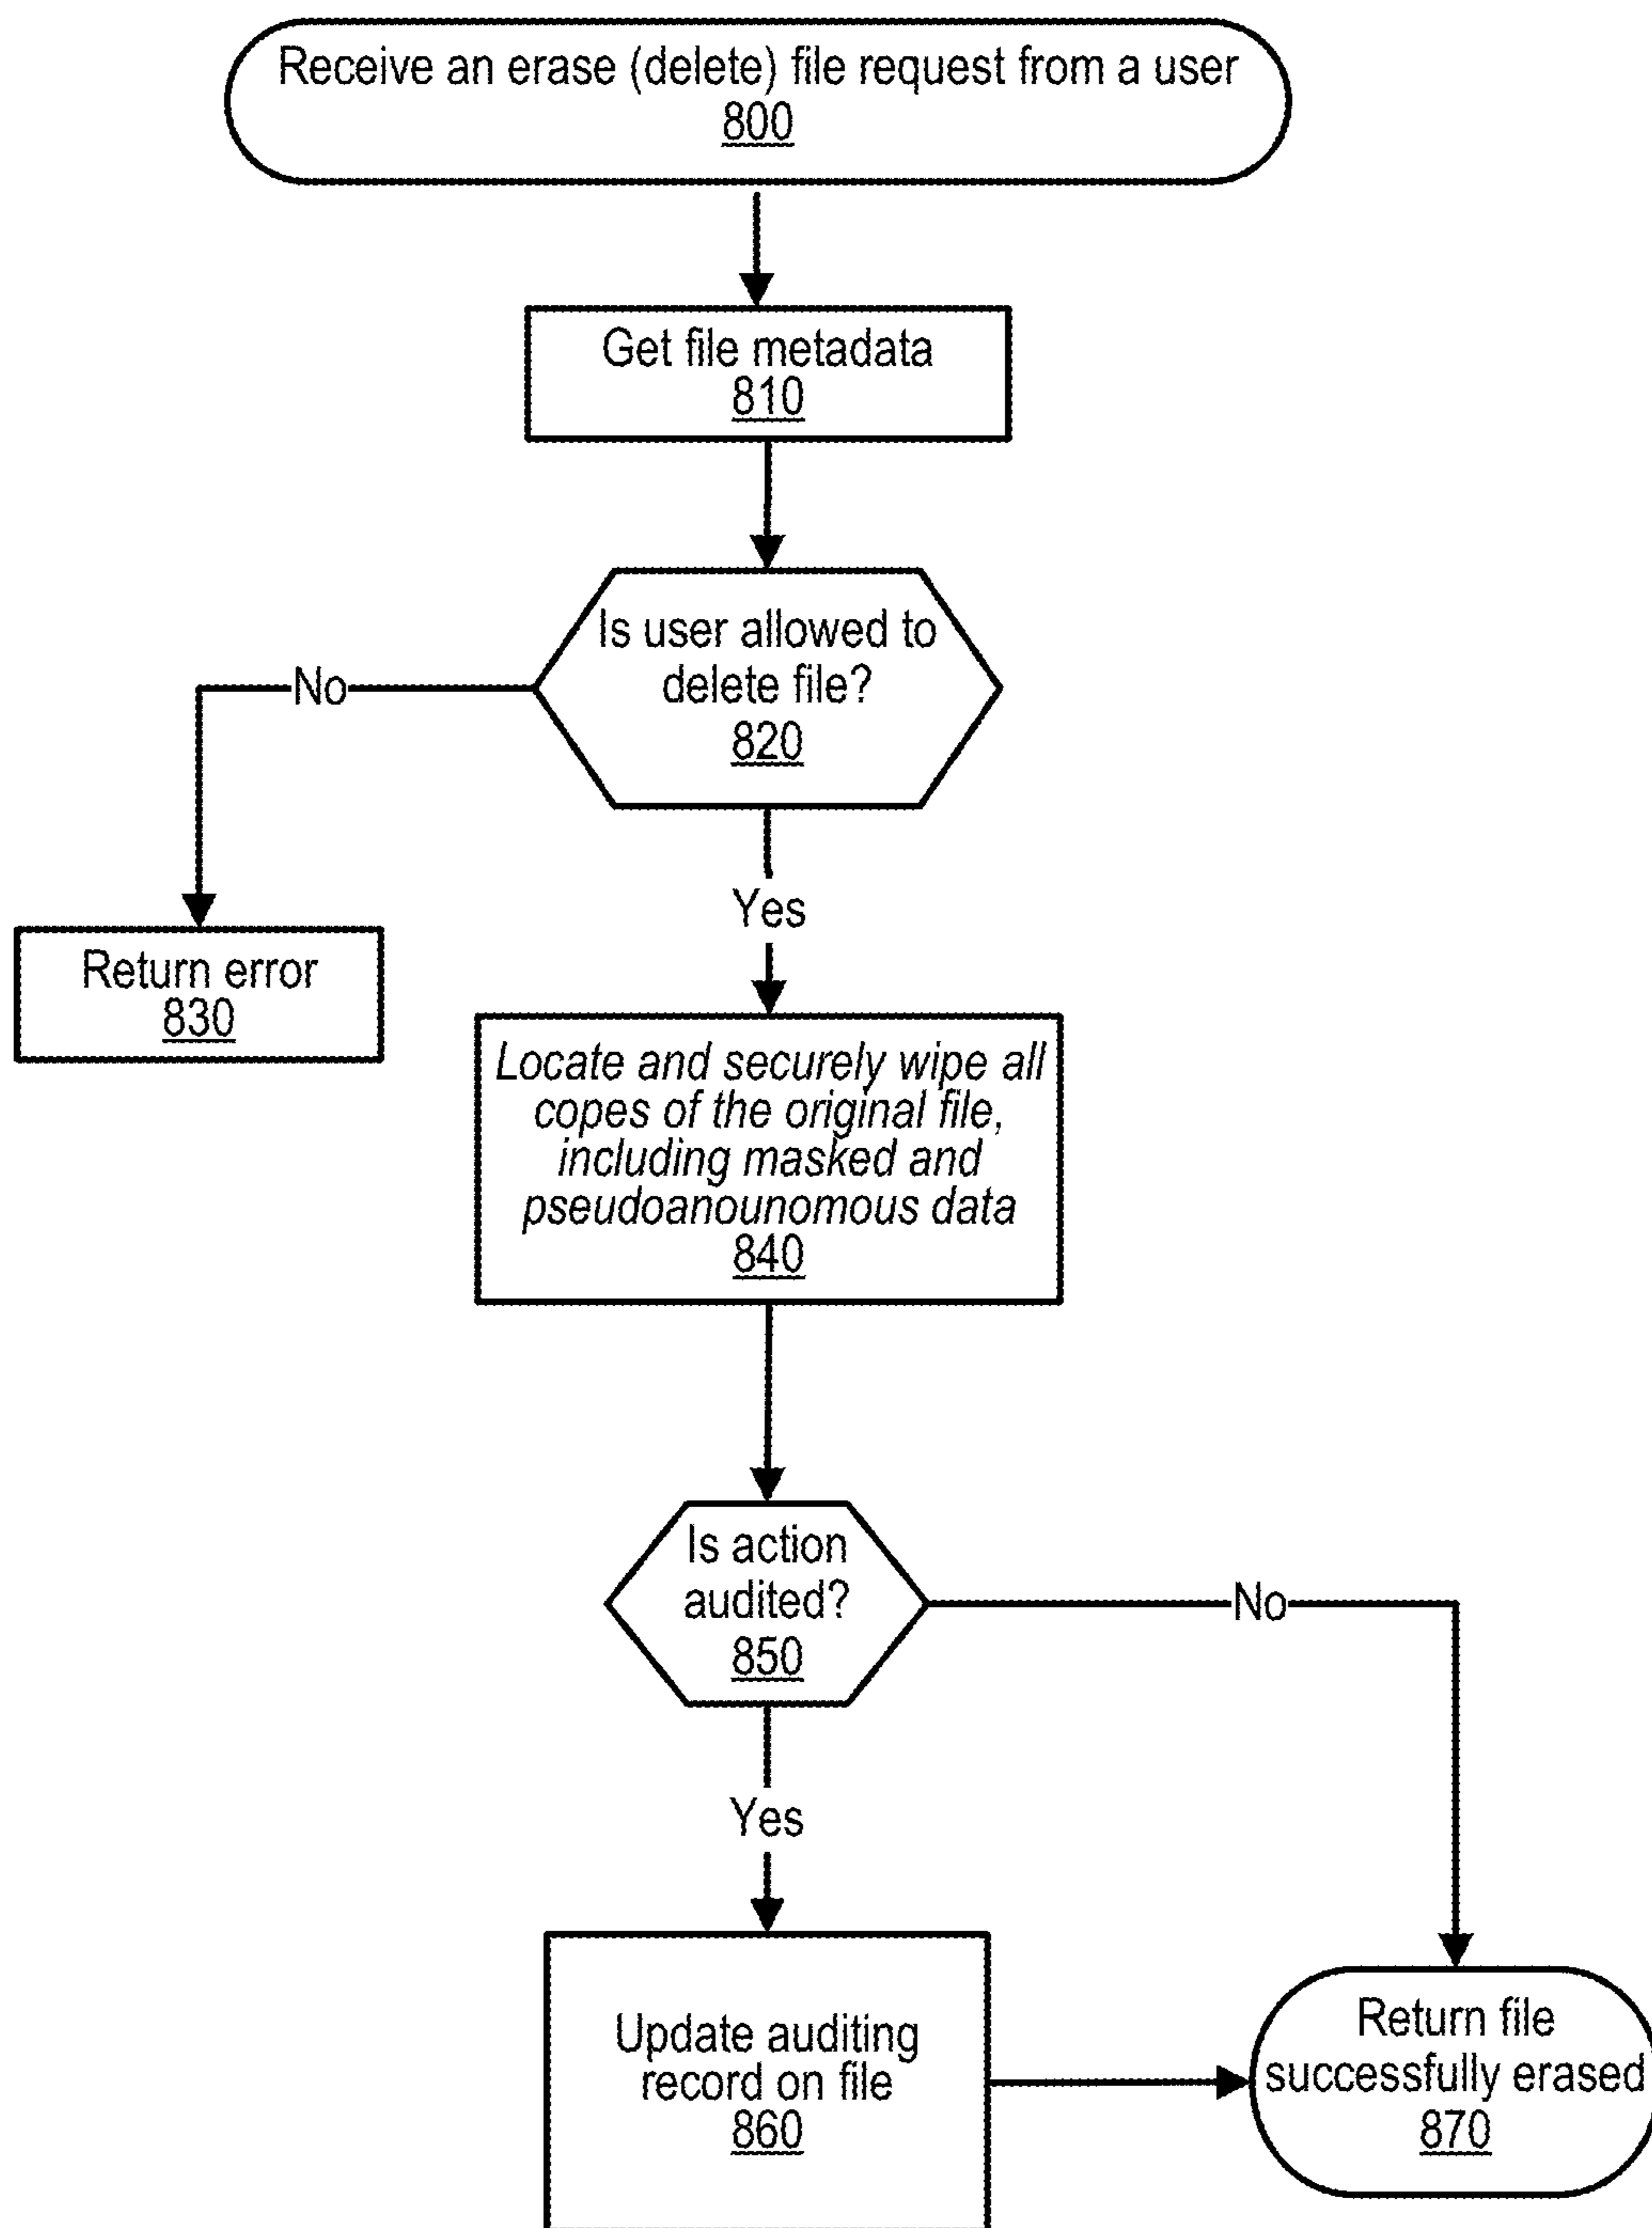 Receive an erase (delete) file request from a user
800
Get file metadata
810
Is user allowed to
delete file?
820
No
Yes
Return error
830
Locate and securely wipe all
copes of the original file,
including masked and
pseudoanounomous data
840
Is action
audited?
850
No
Yes
Update auditing
record on file
860
Return file
successfully erased
870